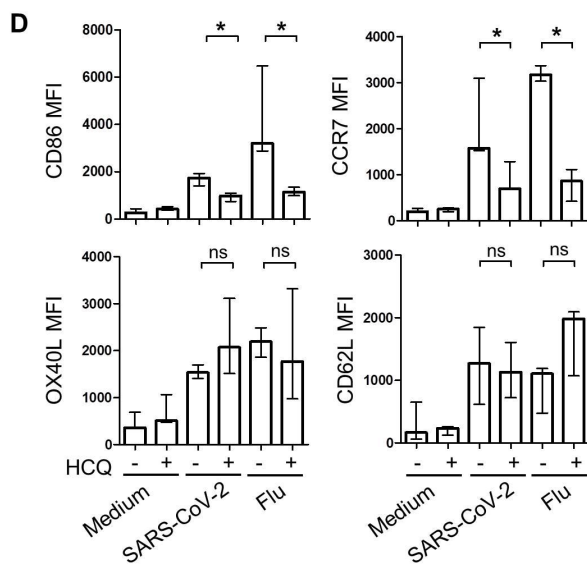 D
CD86 MFI
8000
6000
4000
2000
0
* *
CCR7 MFI
4000
3000
2000
1000
0
* *
OX40L MFI
4000
3000
2000
1000
0
ns ns
CD62L MFI
3000
2000
1000
0
ns ns
HCQ - + - + - +
Medium
SARS-CoV-2
Flu
- + - + - +
Medium
SARS-CoV-2
Flu